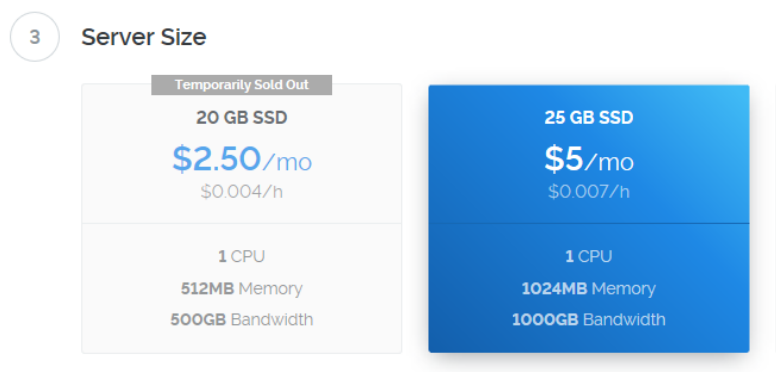 3 Server Size
Temporarily Sold Out
20 GB SSD
$2.50/mo
$0.004/h
1 CPU
512MB Memory
500GB Bandwidth
25 GB SSD
$5/mo
$0.007/h
1 CPU
1024MB Memory
1000GB Bandwidth